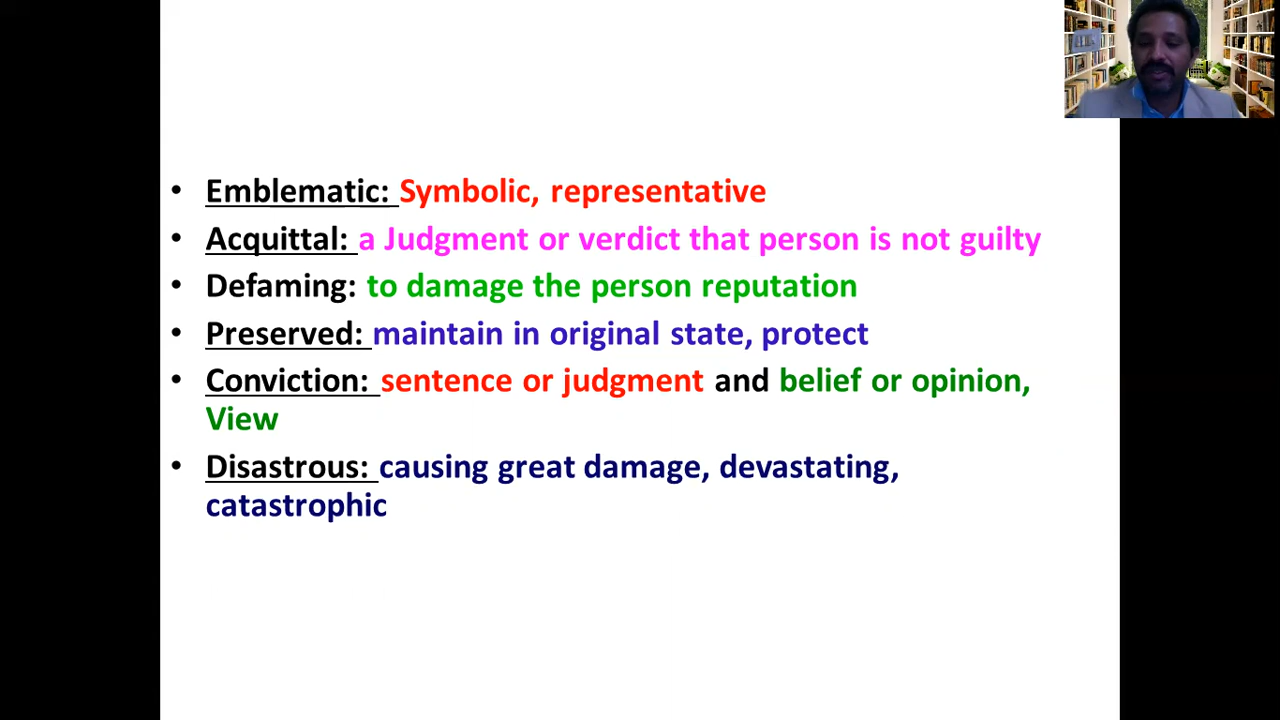 • Emblematic: Symbolic, representative
• Acquittal: a Judgment or verdict that person is not guilty
• Defaming: to damage the person reputation
• Preserved: maintain in original state, protect
• Conviction: sentence or judgment and belief or opinion,
View
• Disastrous: causing great damage, devastating,
catastrophic